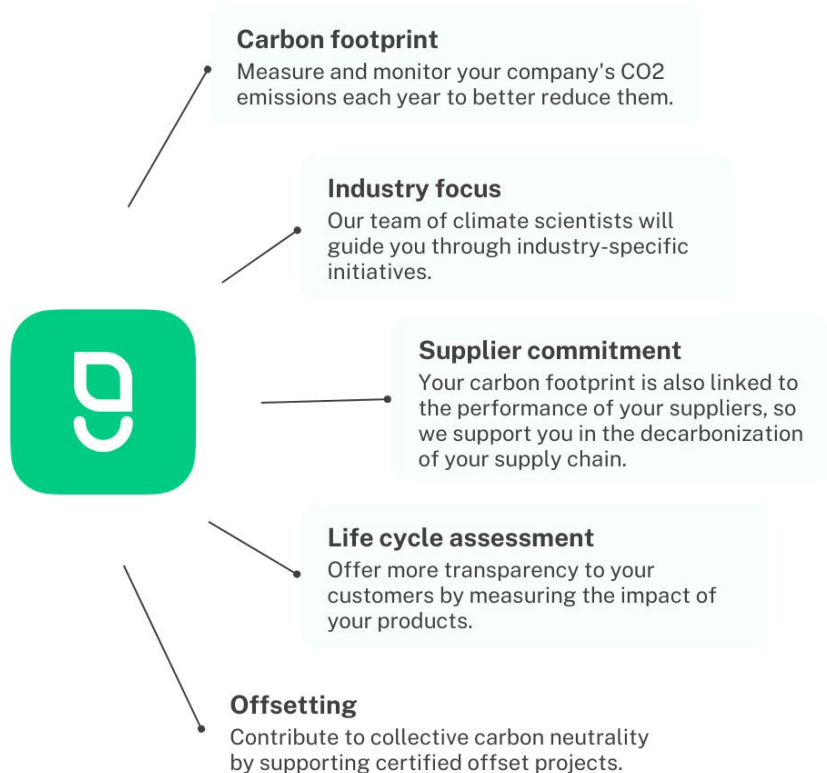 Carbon footprint
Measure and monitor your company's CO2
emissions each year to better reduce them.
Industry focus
Our team of climate scientists will
guide you through industry-specific
initiatives.
Supplier commitment
Your carbon footprint is also linked to
the performance of your suppliers, so
we support you in the decarbonization
of your supply chain.
Life cycle assessment
Offer more transparency to your
customers by measuring the impact of
your products.
Offsetting
Contribute to collective carbon neutrality
by supporting certified offset projects.